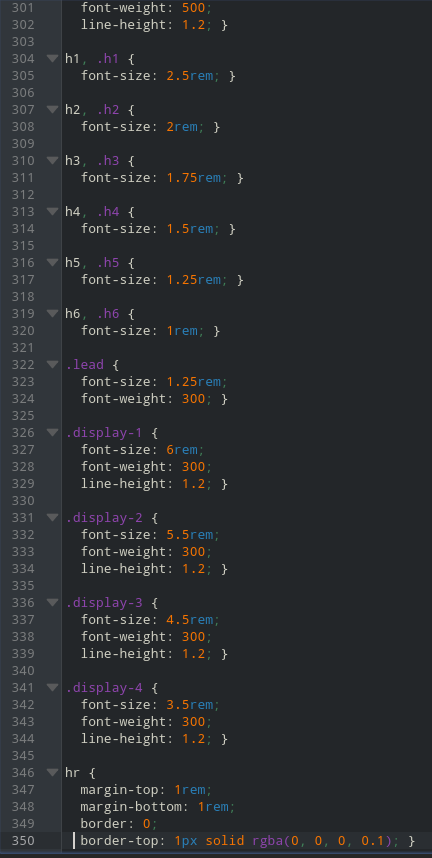 301   font-weight: 500;
302   line-height: 1.2; }
303
304 h1, .h1 {
305   font-size: 2.5rem; }
306
307 h2, .h2 {
308   font-size: 2rem; }
309
310 h3, .h3 {
311   font-size: 1.75rem; }
312
313 h4, .h4 {
314   font-size: 1.5rem; }
315
316 h5, .h5 {
317   font-size: 1.25rem; }
318
319 h6, .h6 {
320   font-size: 1rem; }
321
322 .lead {
323   font-size: 1.25rem;
324   font-weight: 300; }
325
326 .display-1 {
327   font-size: 6rem;
328   font-weight: 300;
329   line-height: 1.2; }
330
331 .display-2 {
332   font-size: 5.5rem;
333   font-weight: 300;
334   line-height: 1.2; }
335
336 .display-3 {
337   font-size: 4.5rem;
338   font-weight: 300;
339   line-height: 1.2; }
340
341 .display-4 {
342   font-size: 3.5rem;
343   font-weight: 300;
344   line-height: 1.2; }
345
346 hr {
347   margin-top: 1rem;
348   margin-bottom: 1rem;
349   border: 0;
350   border-top: 1px solid rgba(0, 0, 0, 0.1); }